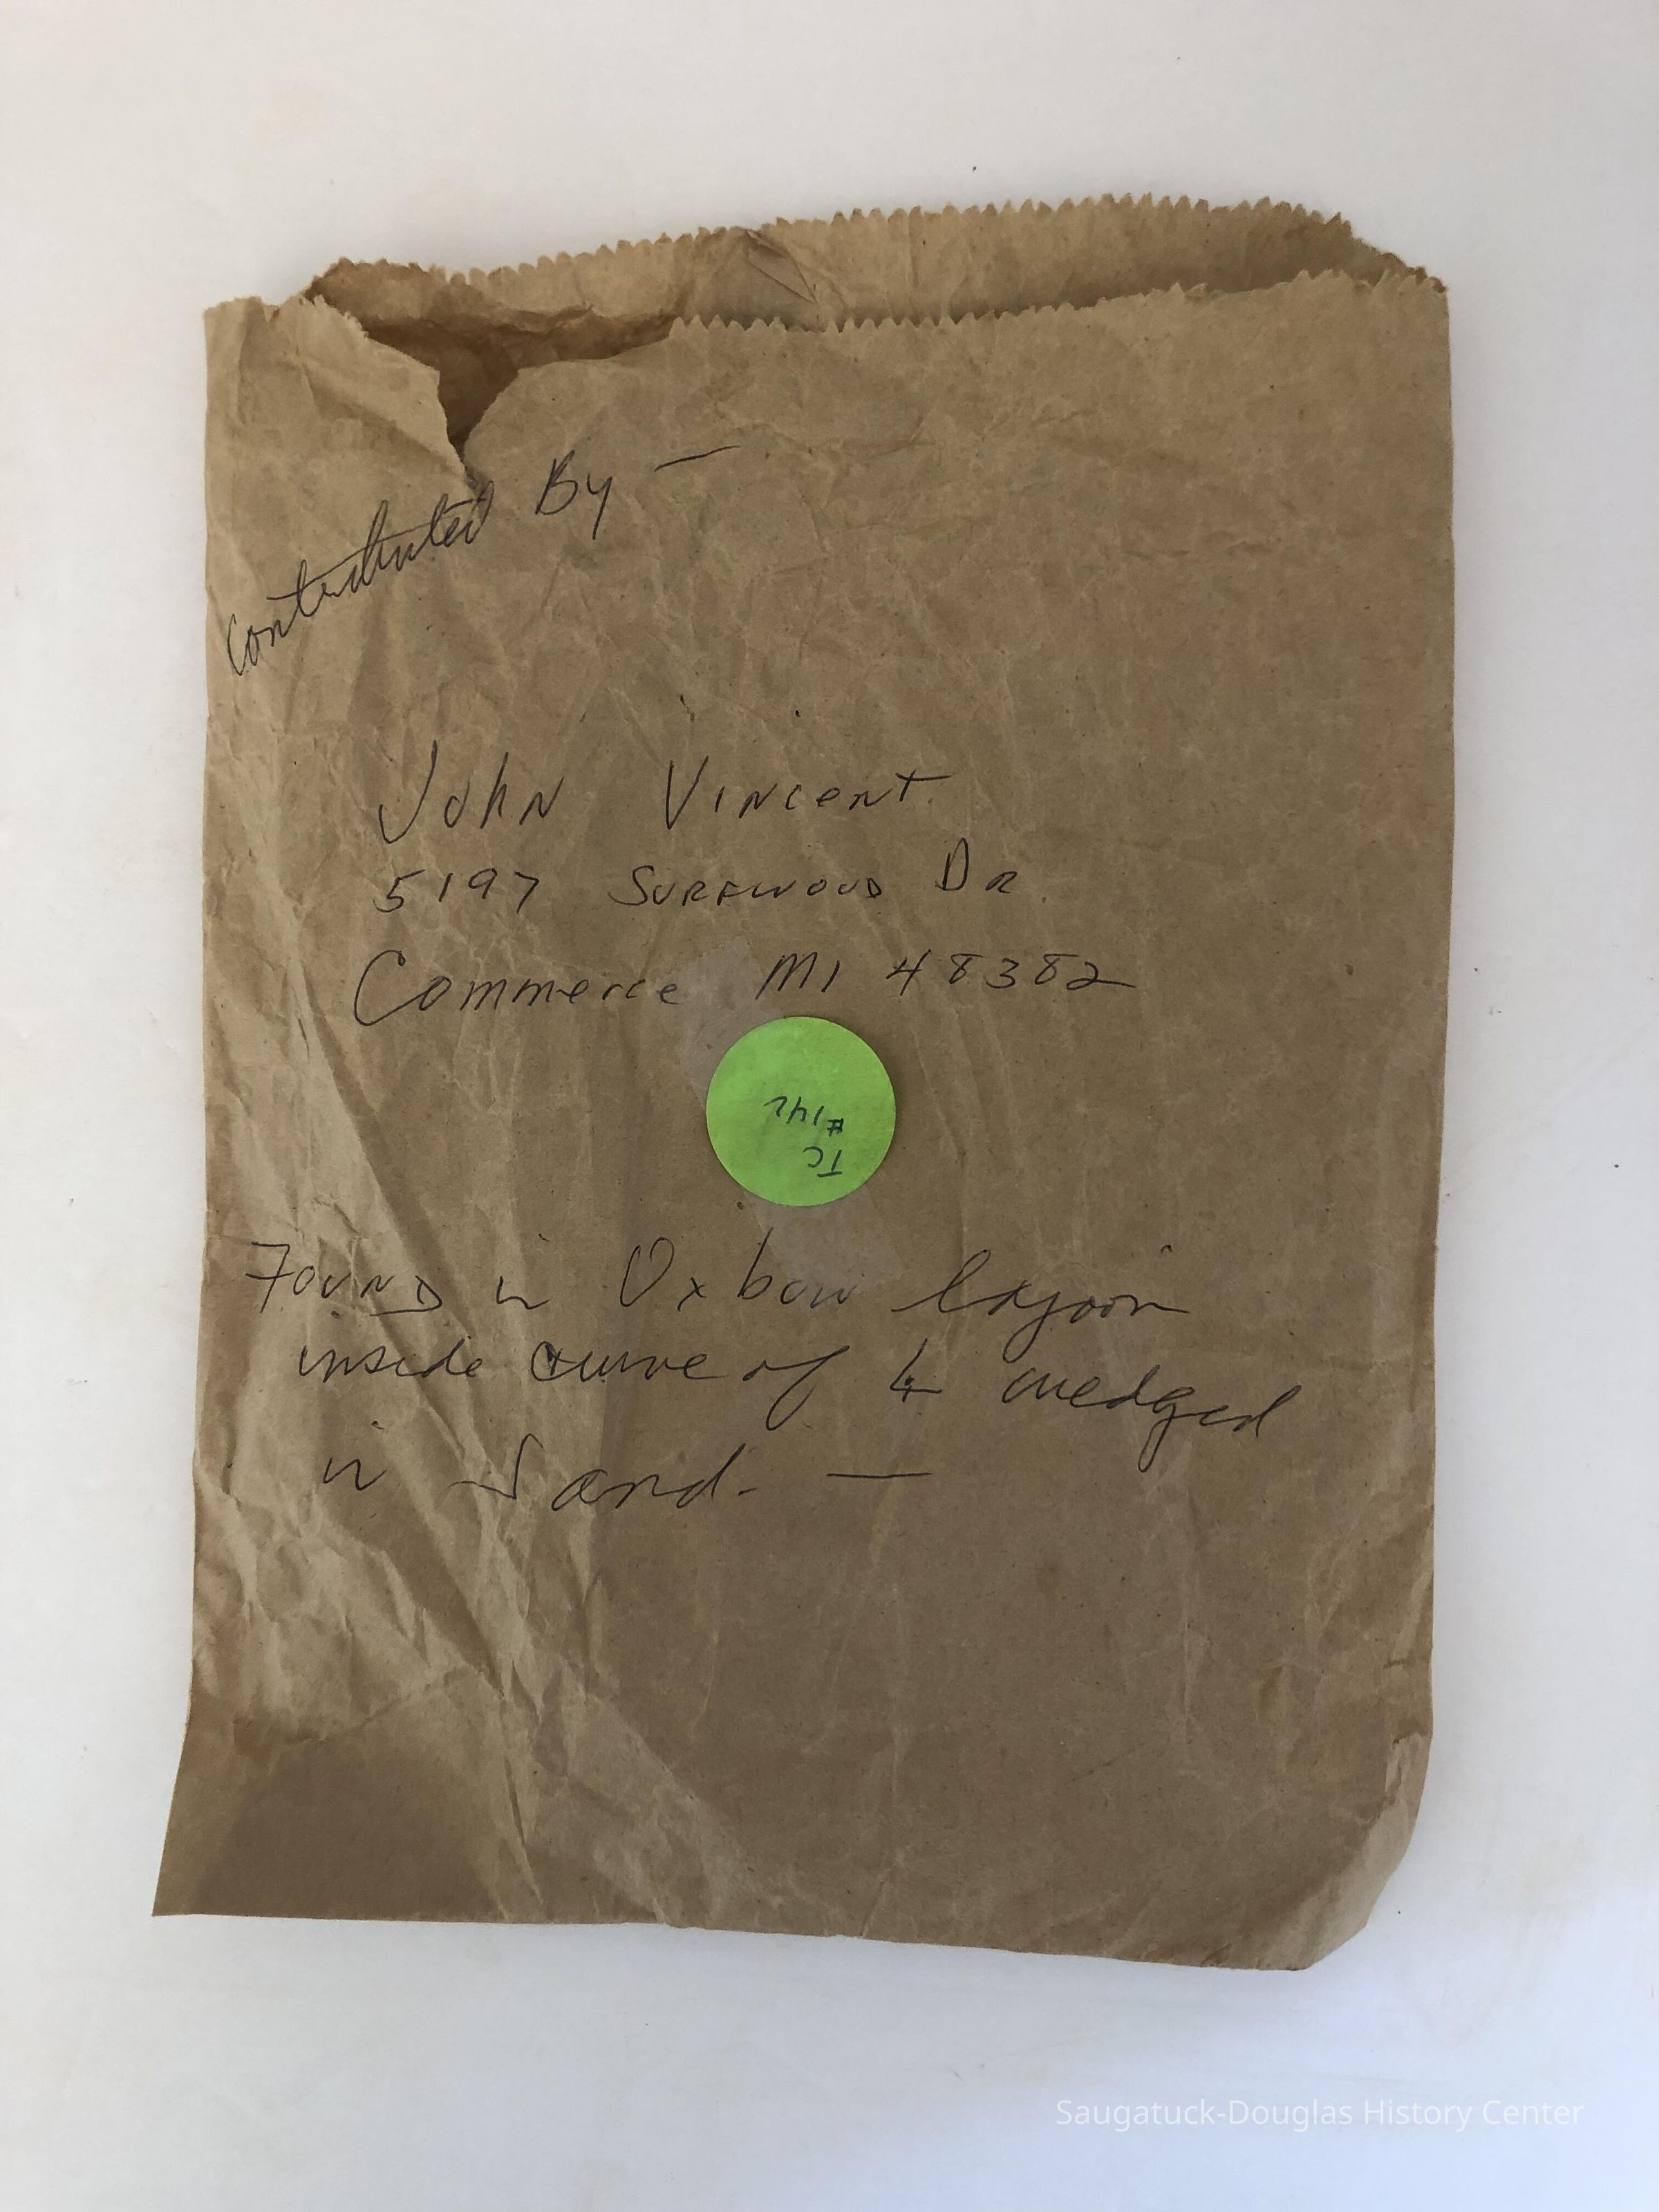 Contributed By —
John Vincent
5197 Surfwood Dr
Commerce MI 48382
TC
#142
Found in Oxbow lagoon
inside curve of wedged
in Sand. —
Saugatuck-Douglas History Center